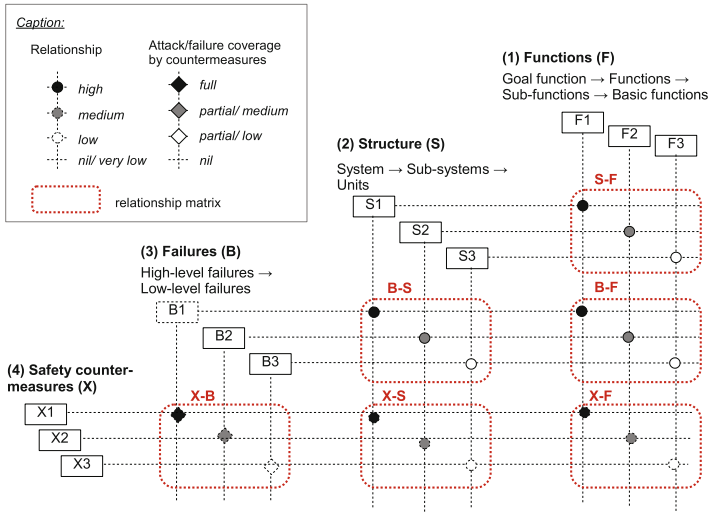 Caption:
Relationship
Attack/failure coverage
by countermeasures
high
full
medium
partial/ medium
low
partial/ low
nil/ very low
nil
relationship matrix
(1) Functions (F)
Goal function → Functions →
Sub-functions → Basic functions
F1
F2
F3
(2) Structure (S)
System → Sub-systems →
Units
S-F
S1
S2
S3
(3) Failures (B)
High-level failures →
Low-level failures
B-S
B-F
B1
B2
B3
(4) Safety counter-
measures (X)
X-B
X-S
X-F
X1
X2
X3